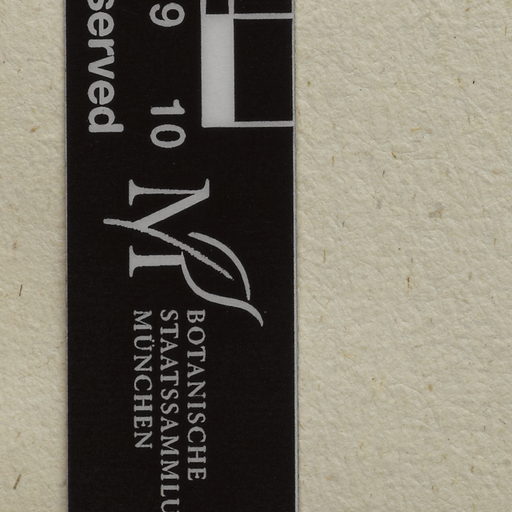 served
9 10
BOTANISCHE
STAATSSAMMLU
MÜNCHEN